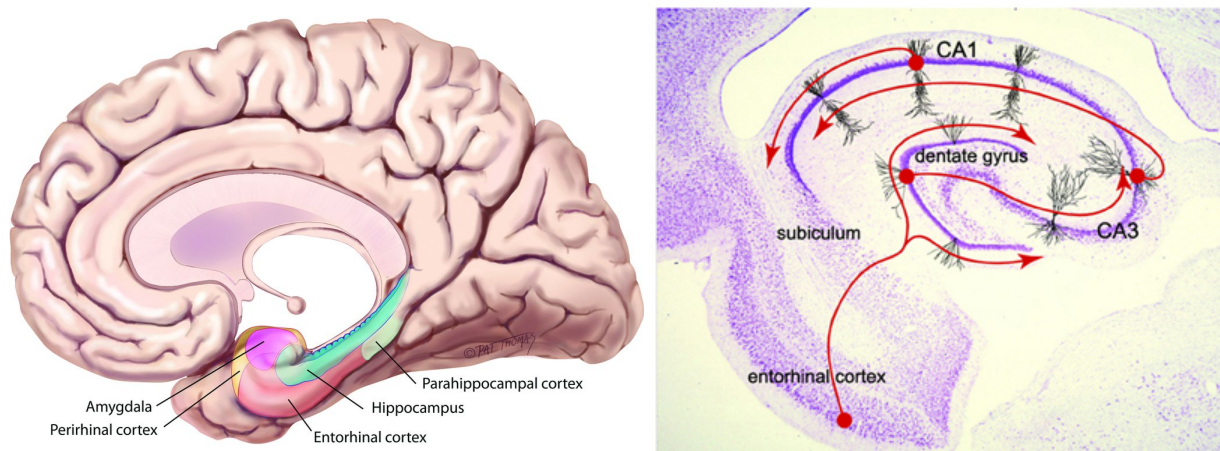 Amygdala
Perirhinal cortex
Parahippocampal cortex
Hippocampus
Entorhinal cortex
CA1
dentate gyrus
subiculum
CA3
entorhinal cortex